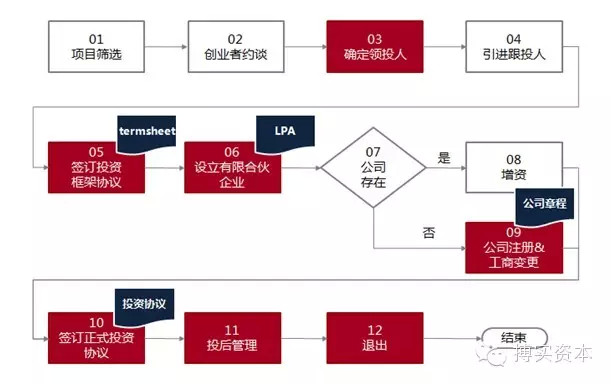 01
项目筛选
02
创业者约谈
03
确定领投人
04
引进跟投人
termsheet
05
签订投资
框架协议
LPA
06
设立有限合伙
企业
07
公司
存在
是
08
增资
否
公司章程
09
公司注册&
工商变更
投资协议
10
签订正式投资
协议
11
投后管理
12
退出
结束
博实资本